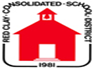 RED CLAY CONSOLIDATED SCHOOL DISTRICT
1981